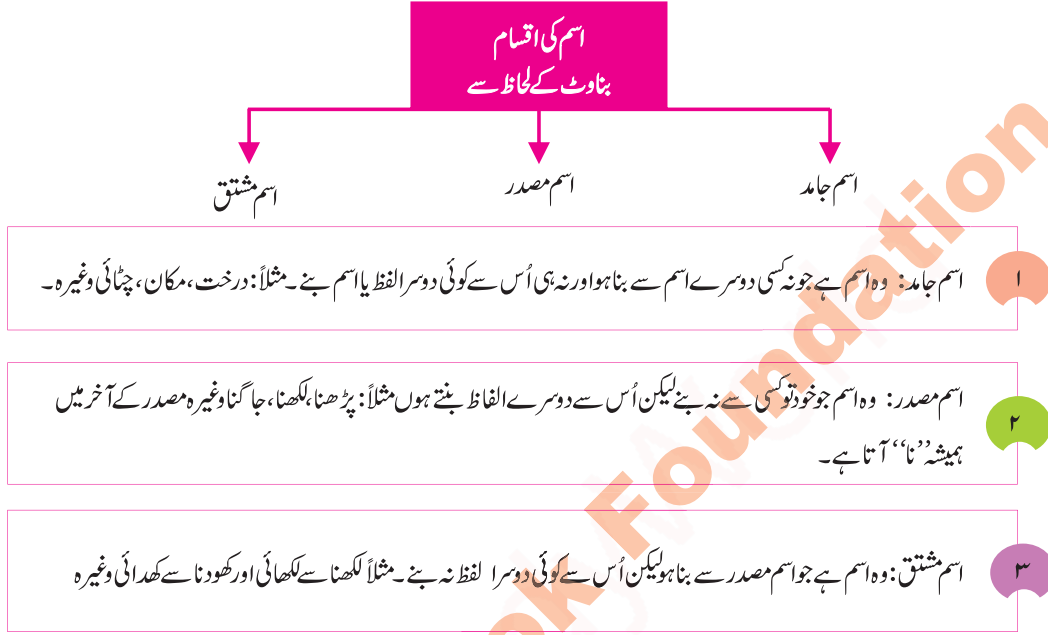 اسم کی اقسام
بناوٹ کے لحاظ سے
اسم جامد
اسم مصدر
اسم مشتق
۱
اسم جامد: وہ اسم ہے جو نہ کسی دوسرے اسم سے بنا ہو اور نہ ہی اُس سے کوئی دوسرا لفظ یا اسم بنے۔ مثلاً: درخت، مکان، چٹائی وغیرہ۔
۲
اسم مصدر: وہ اسم جو خود تو کسی سے نہ بنے لیکن اُس سے دوسرے الفاظ بنتے ہوں مثلاً: پڑھنا، لکھنا، جاگنا وغیرہ مصدر کے آخر میں
ہمیشہ ”نا“ آتا ہے۔
۳
اسم مشتق: وہ اسم ہے جو اسم مصدر سے بنا ہو لیکن اُس سے کوئی دوسرا لفظ نہ بنے۔ مثلاً لکھنا سے لکھائی اور کھودنا سے کھدائی وغیرہ
ok Foundation